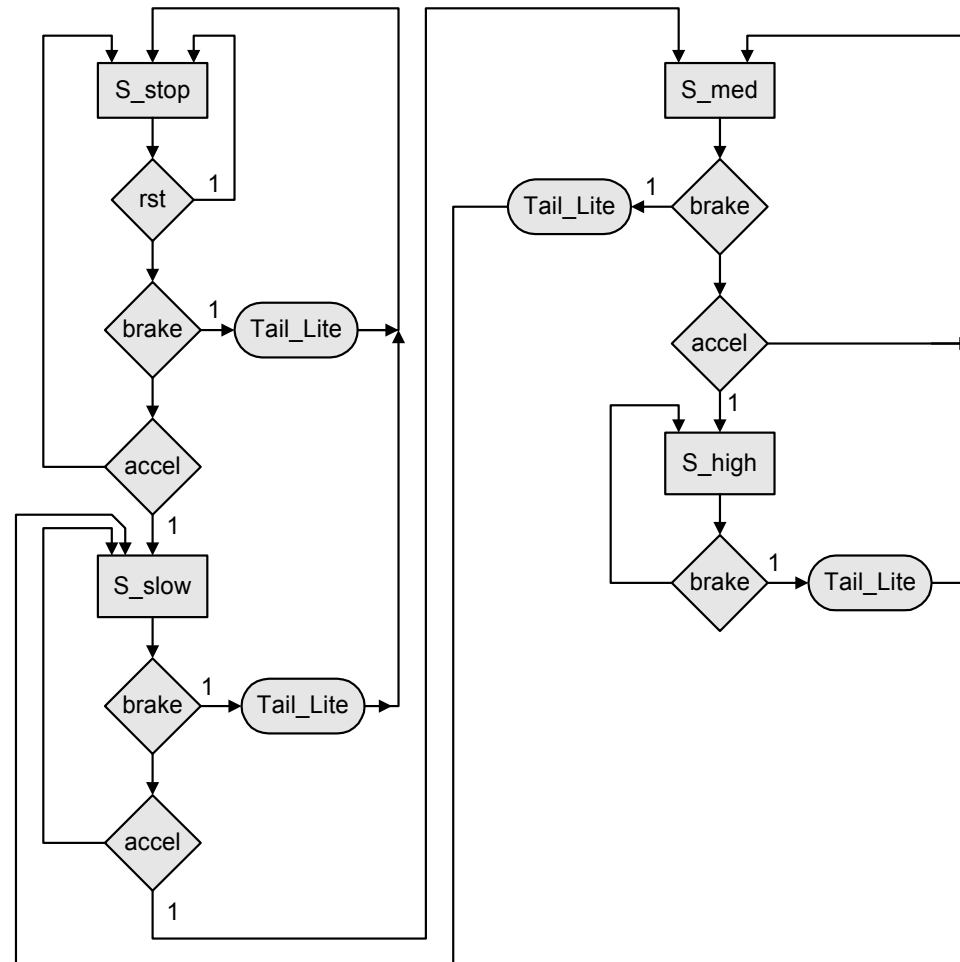 S_stop
rst
1
brake
1
Tail_Lite
accel
1
S_slow
brake
1
Tail_Lite
accel
1
S_med
brake
1
Tail_Lite
accel
1
S_high
brake
1
Tail_Lite